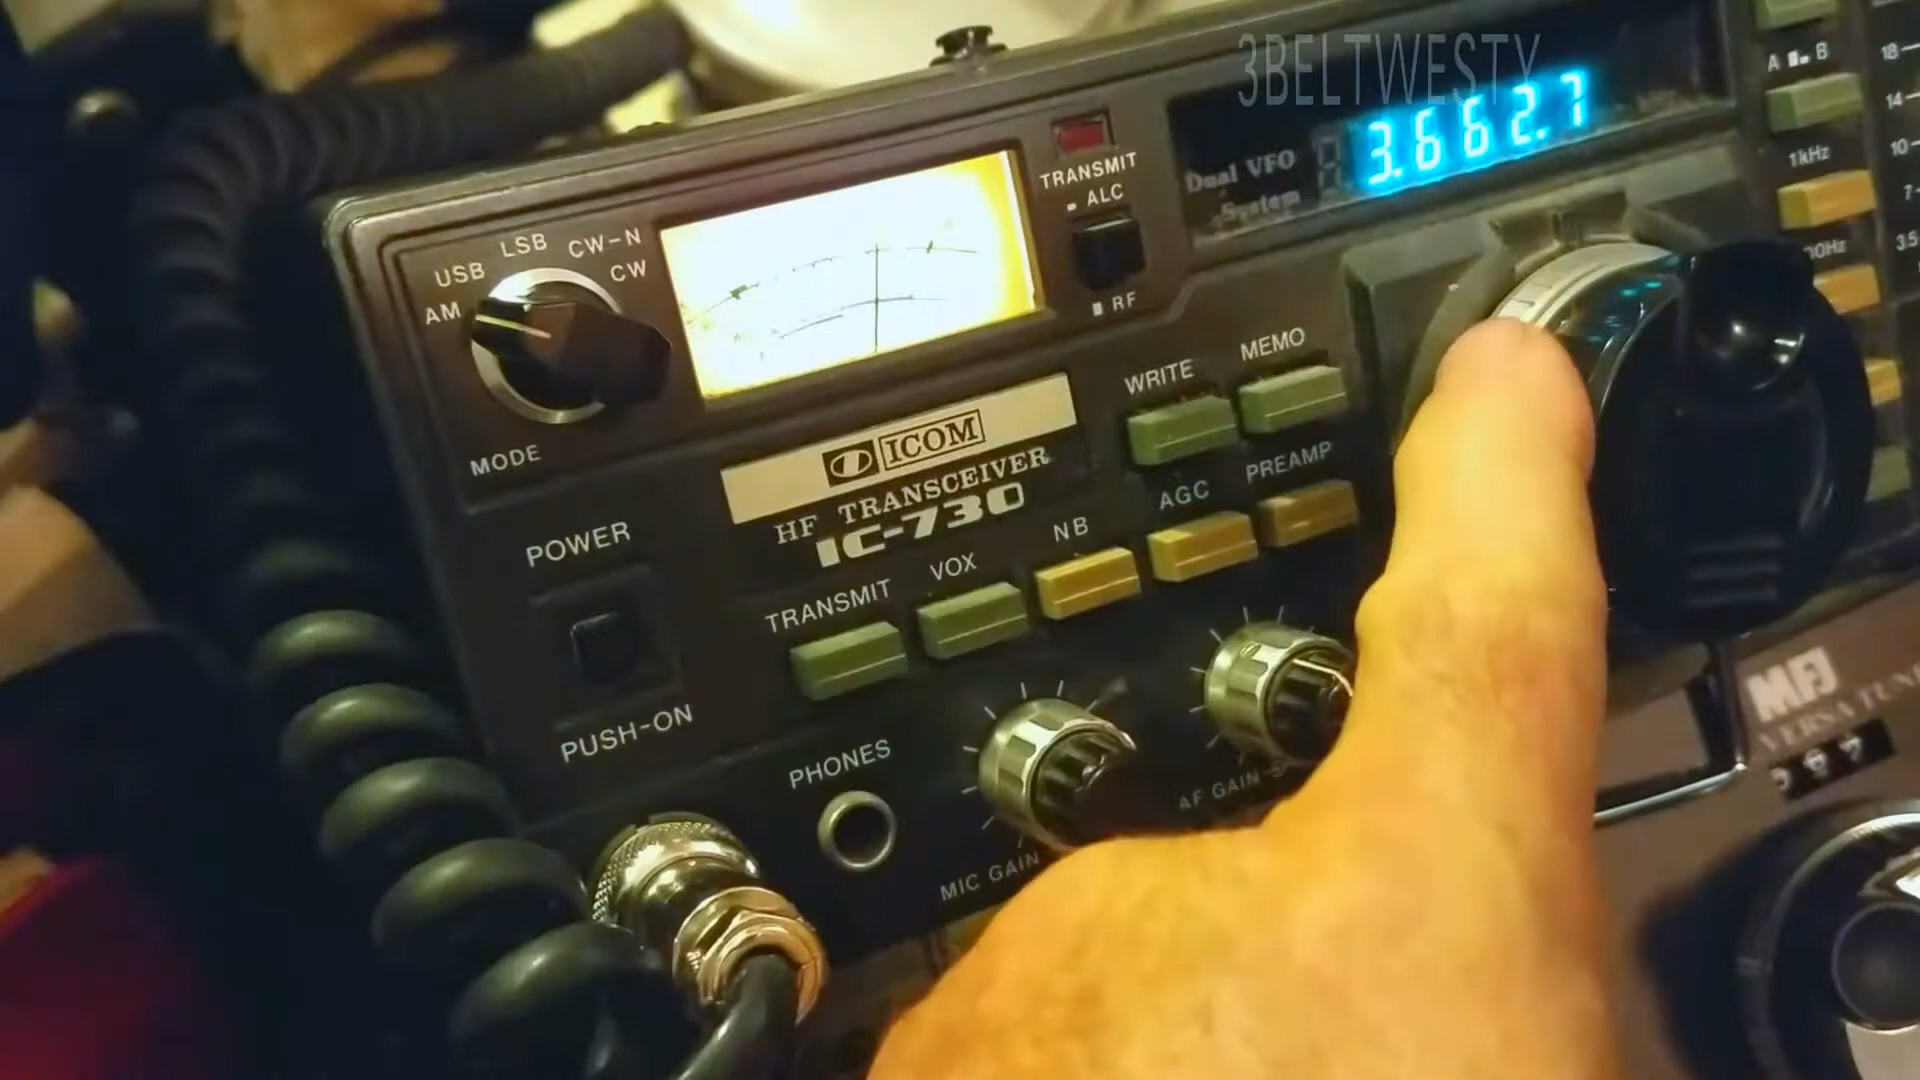 3BELTWESTY
3.662.7
Dual VFO
System
TRANSMIT
ALC
RF
A B
1kHz
18
14
10
7
3.5
AM
USB
LSB
CW-N
CW
MODE
ICOM
HF TRANSCEIVER
IC-730
WRITE
MEMO
POWER
PUSH-ON
TRANSMIT
VOX
NB
AGC
PREAMP
PHONES
MIC GAIN
AF GAIN
MFJ
VERSA